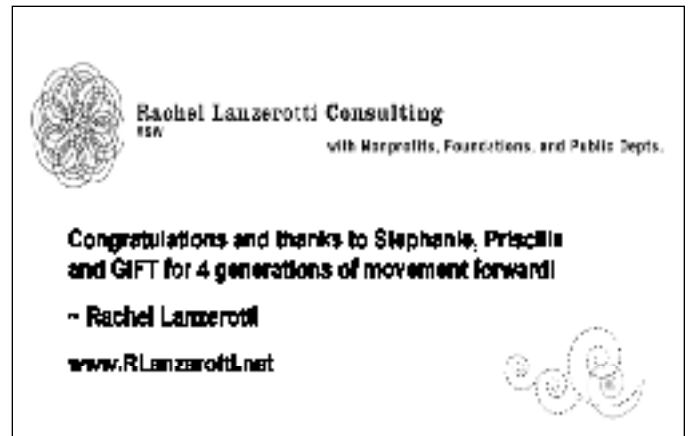 Rachel Lanzerotti Consulting
MSW
with Nonprofits, Foundations, and Public Depts.
Congratulations and thanks to Stephanie, Priscilla
and GIFT for 4 generations of movement forward!
~ Rachel Lanzerotti
www.RLanzerotti.net